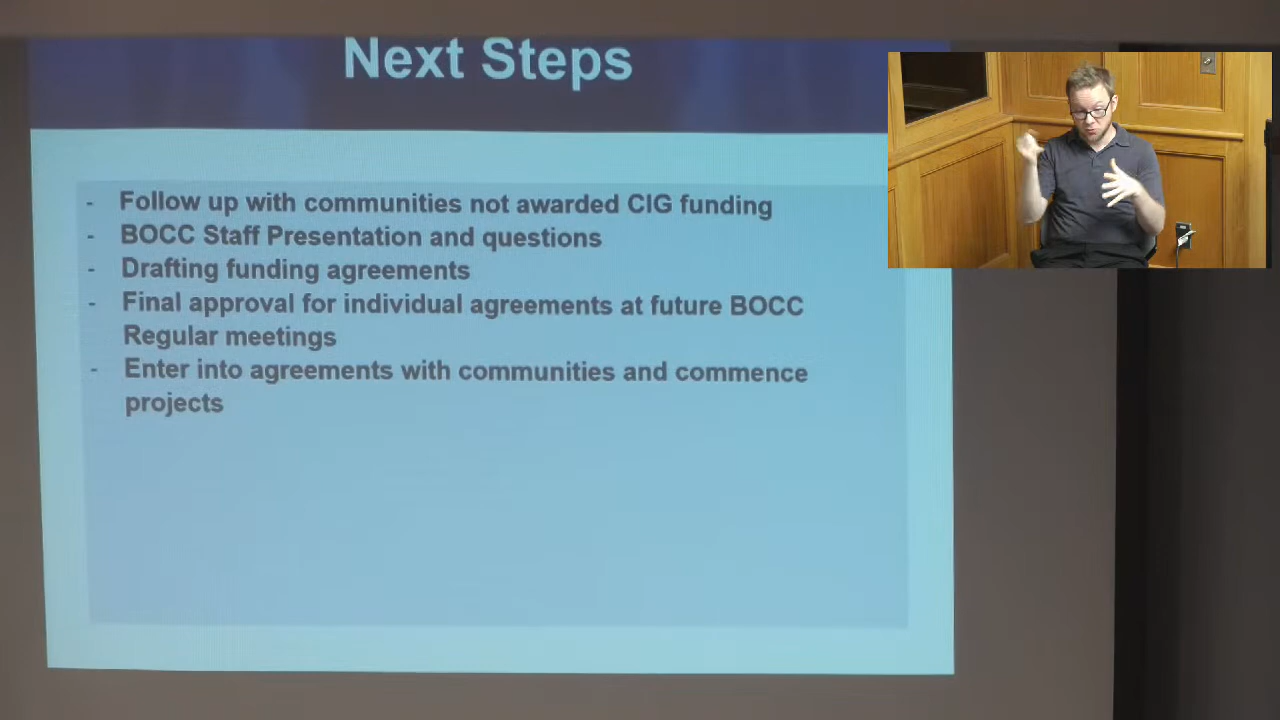 Next Steps
- Follow up with communities not awarded CIG funding
- BOCC Staff Presentation and questions
- Drafting funding agreements
- Final approval for individual agreements at future BOCC
Regular meetings
- Enter into agreements with communities and commence
projects